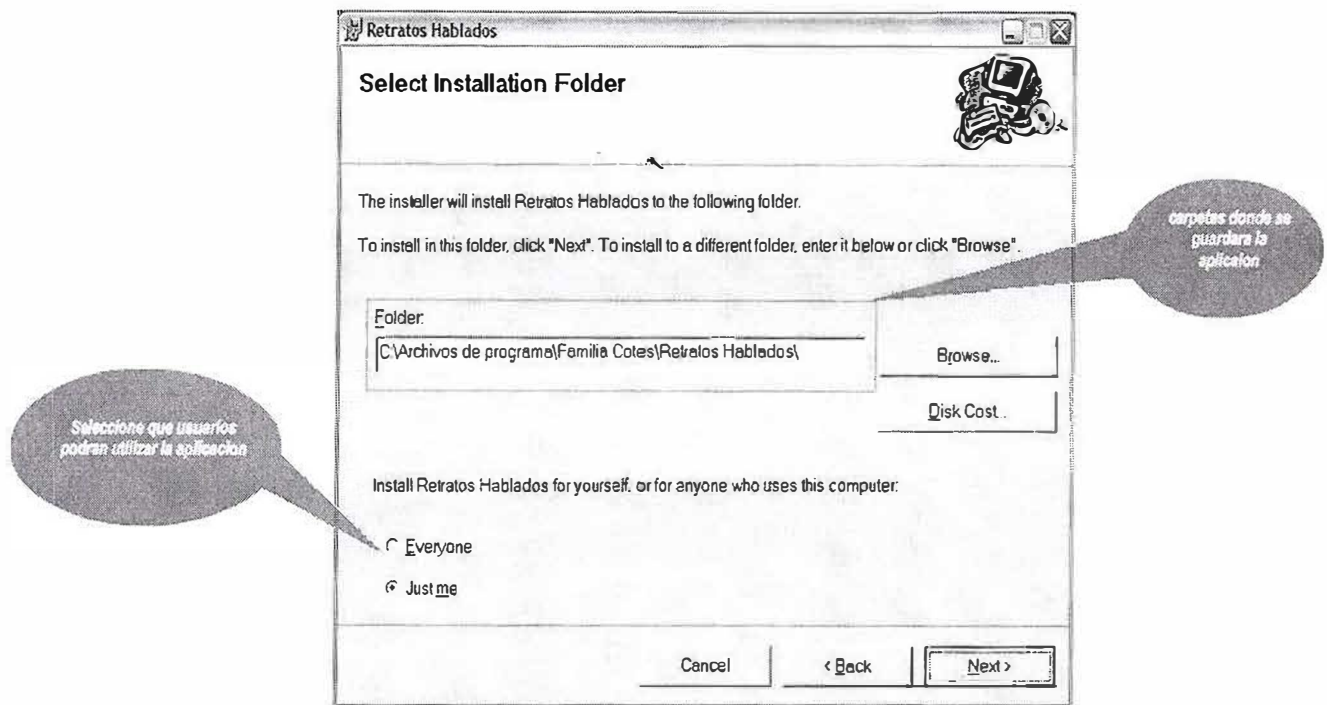 Retratos Hablados
Select Installation Folder
The installer will install Retratos Hablados to the following folder.
To install in this folder, click "Next". To install to a different folder, enter it below or click "Browse".
carpetas donde se
guardara la
aplicaion
Folder:
C:\Archivos de programa\Familia Cotes\Retratos Hablados\
Browse...
Disk Cost..
Seleccione que usuarios
podran utilizar la aplicacion
Install Retratos Hablados for yourself, or for anyone who uses this computer:
Everyone
Just me
Cancel
< Back
Next >